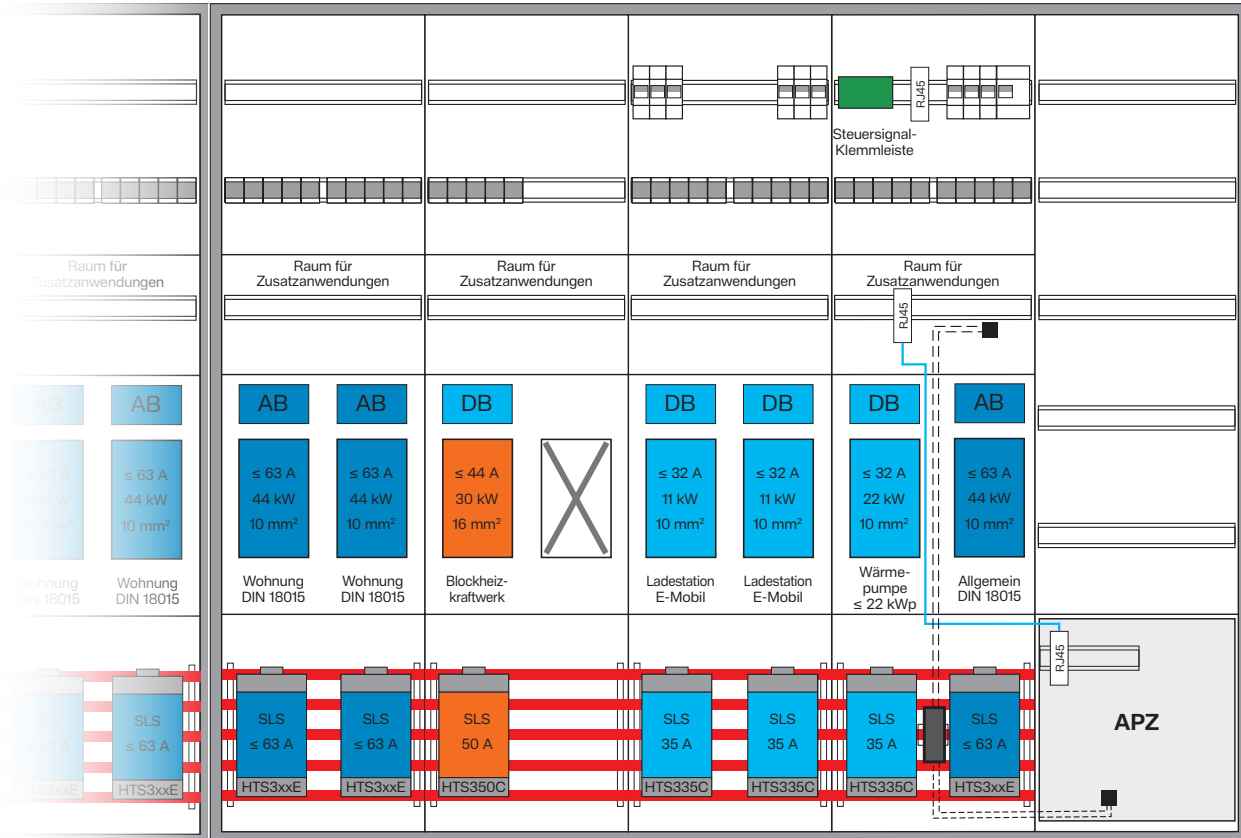 RJ45
Steuersignal-
Klemmleiste
Raum für
Zusatzanwendungen
Raum für
Zusatzanwendungen
Raum für
Zusatzanwendungen
Raum für
Zusatzanwendungen
Raum für
Zusatzanwendungen
RJ45
AB
AB
AB
AB
DB
DB
DB
DB
AB
≤ 63 A
≤ 63 A
44 kW
10 mm²
≤ 63 A
44 kW
10 mm²
≤ 63 A
44 kW
10 mm²
≤ 44 A
30 kW
16 mm²
≤ 32 A
11 kW
10 mm²
≤ 32 A
11 kW
10 mm²
≤ 32 A
22 kW
10 mm²
≤ 63 A
44 kW
10 mm²
Wohnung
DIN 18015
Wohnung
DIN 18015
Wohnung
DIN 18015
Wohnung
DIN 18015
Blockheiz-
kraftwerk
Ladestation
E-Mobil
Ladestation
E-Mobil
Wärme-
pumpe
≤ 22 kWp
Allgemein
DIN 18015
SLS
≤ 63 A
HTS3xxE
SLS
≤ 63 A
HTS3xxE
SLS
≤ 63 A
HTS3xxE
SLS
≤ 63 A
HTS3xxE
SLS
50 A
HTS350C
SLS
35 A
HTS335C
SLS
35 A
HTS335C
SLS
35 A
HTS335C
SLS
≤ 63 A
HTS3xxE
RJ45
APZ